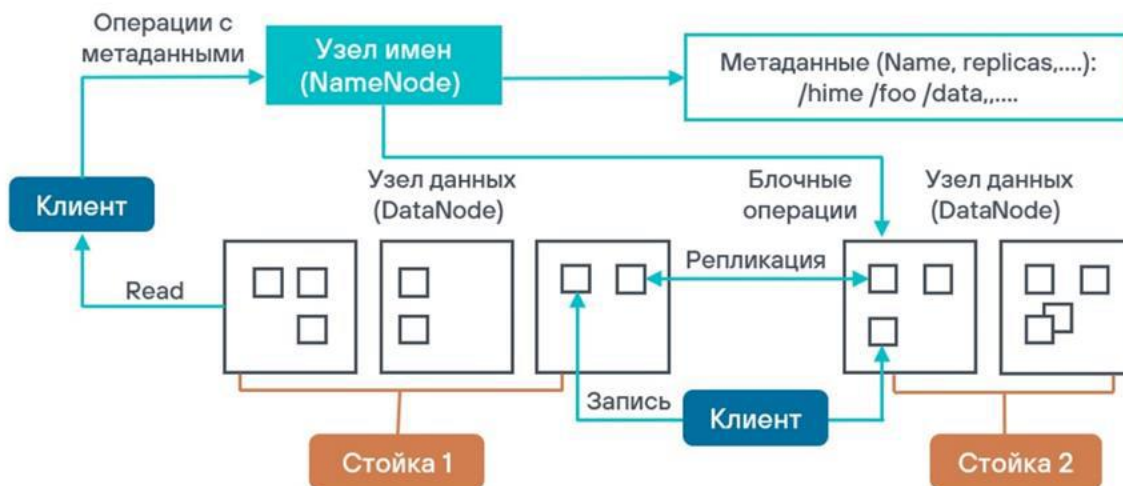 Операции с
метаданными
Узел имен
(NameNode)
Метаданные (Name, replicas,....):
/hime /foo /data,,....
Клиент
Узел данных
(DataNode)
Блочные
операции
Узел данных
(DataNode)
Read
Репликация
Запись
Клиент
Стойка 1
Стойка 2